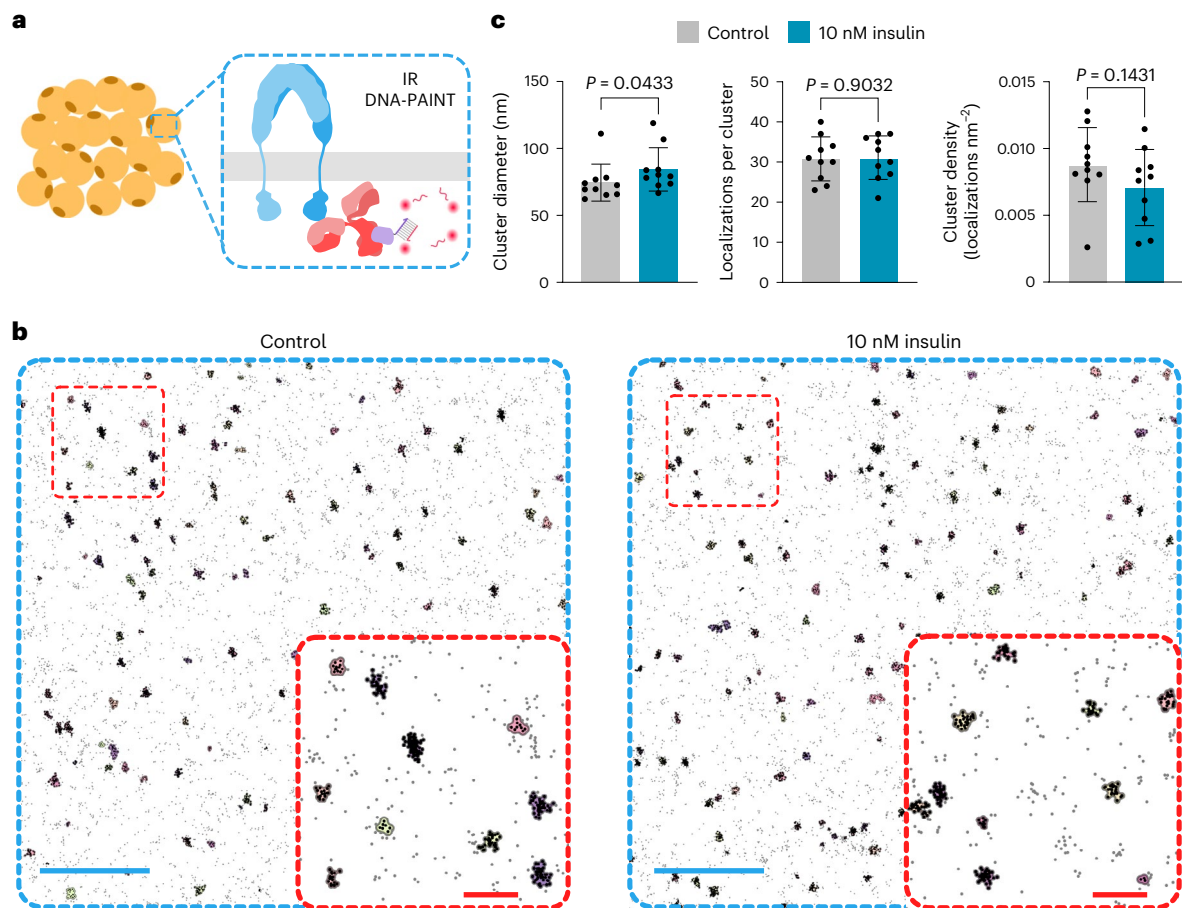 a
IR
DNA-PAINT
c
Control
10 nM insulin
Cluster diameter (nm)
150
100
50
0
P = 0.0433
Localizations per cluster
50
40
30
20
10
0
P = 0.9032
Cluster density
(localizations nm⁻²)
0.015
0.010
0.005
0
P = 0.1431
b
Control
10 nM insulin